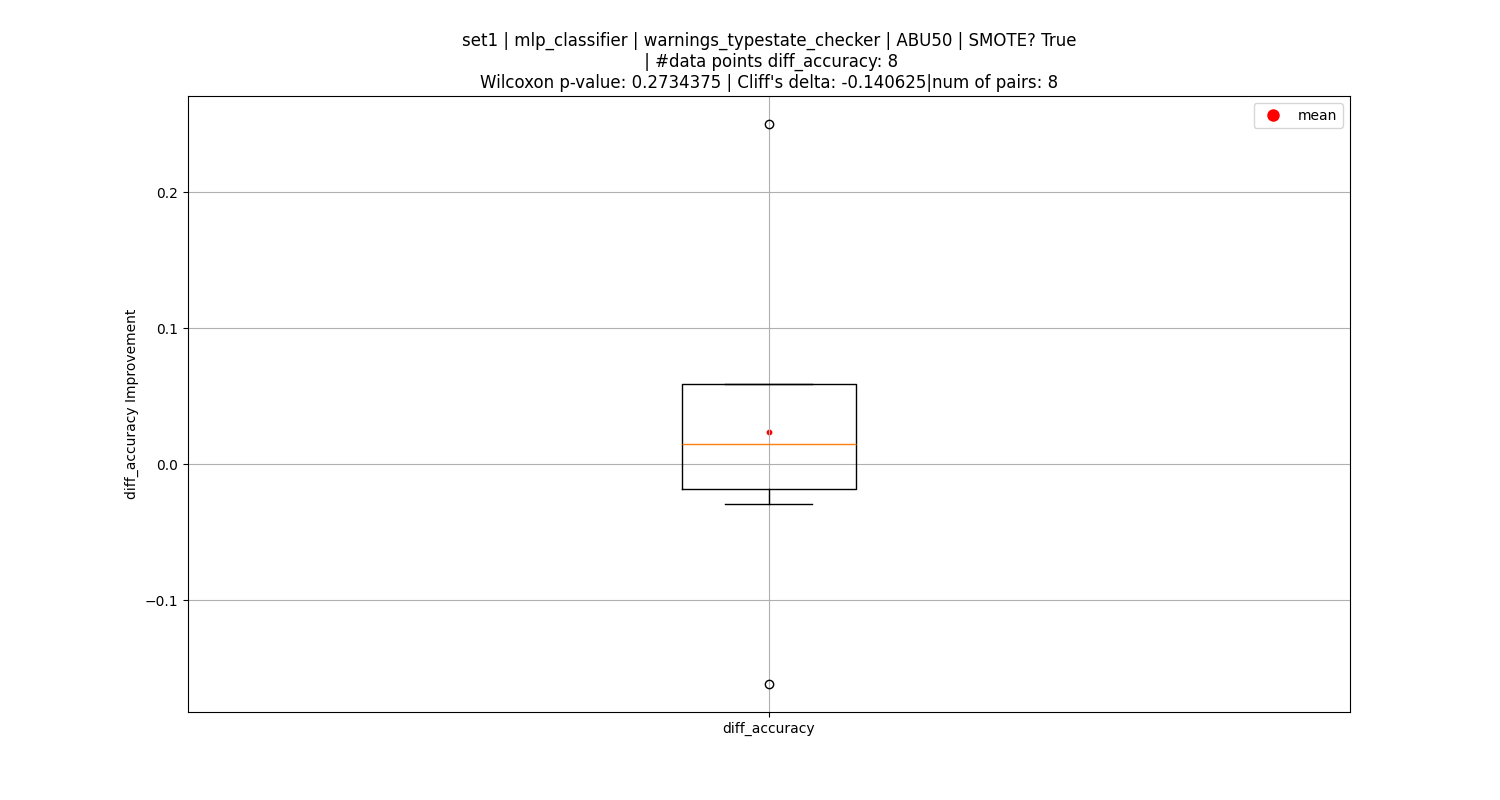 set1 | mlp_classifier | warnings_typestate_checker | ABU50 | SMOTE? True
| #data points diff_accuracy: 8
Wilcoxon p-value: 0.2734375 | Cliff's delta: -0.140625|num of pairs: 8
mean
0.2
0.1
0.0
−0.1
diff_accuracy Improvement
diff_accuracy